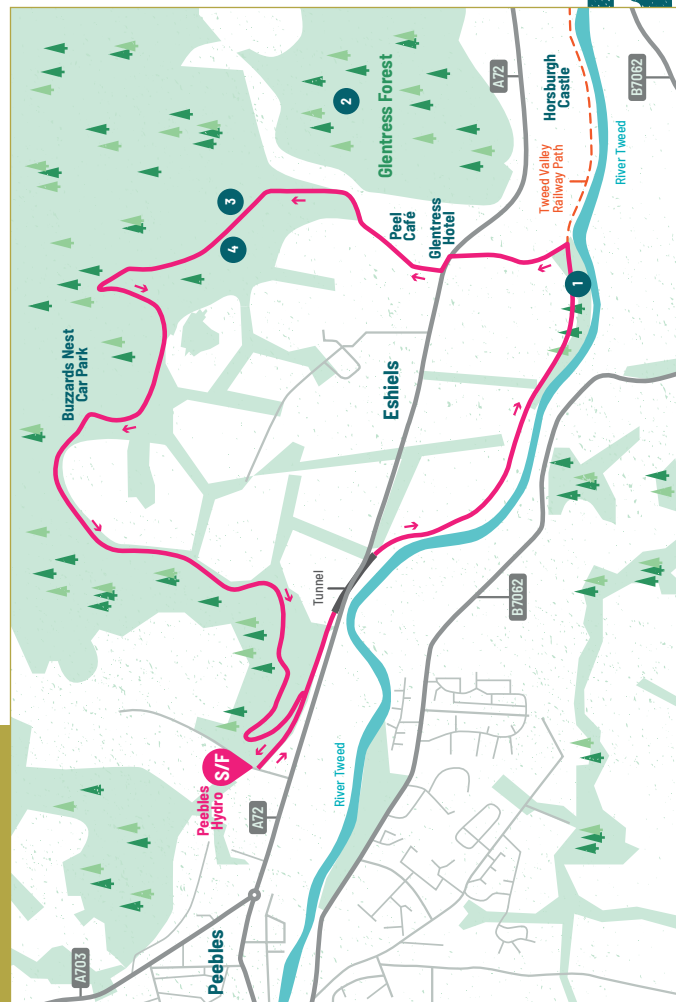 A703
Peebles
A72
Peebles
Hydro
S/F
River Tweed
Tunnel
B7062
Buzzards Nest
Car Park
Eshiels
4
3
2
Glentress Forest
Peel
Café
Glentress
Hotel
1
A72
Tweed Valley
Railway Path
Horsburgh
Castle
River Tweed
B7062